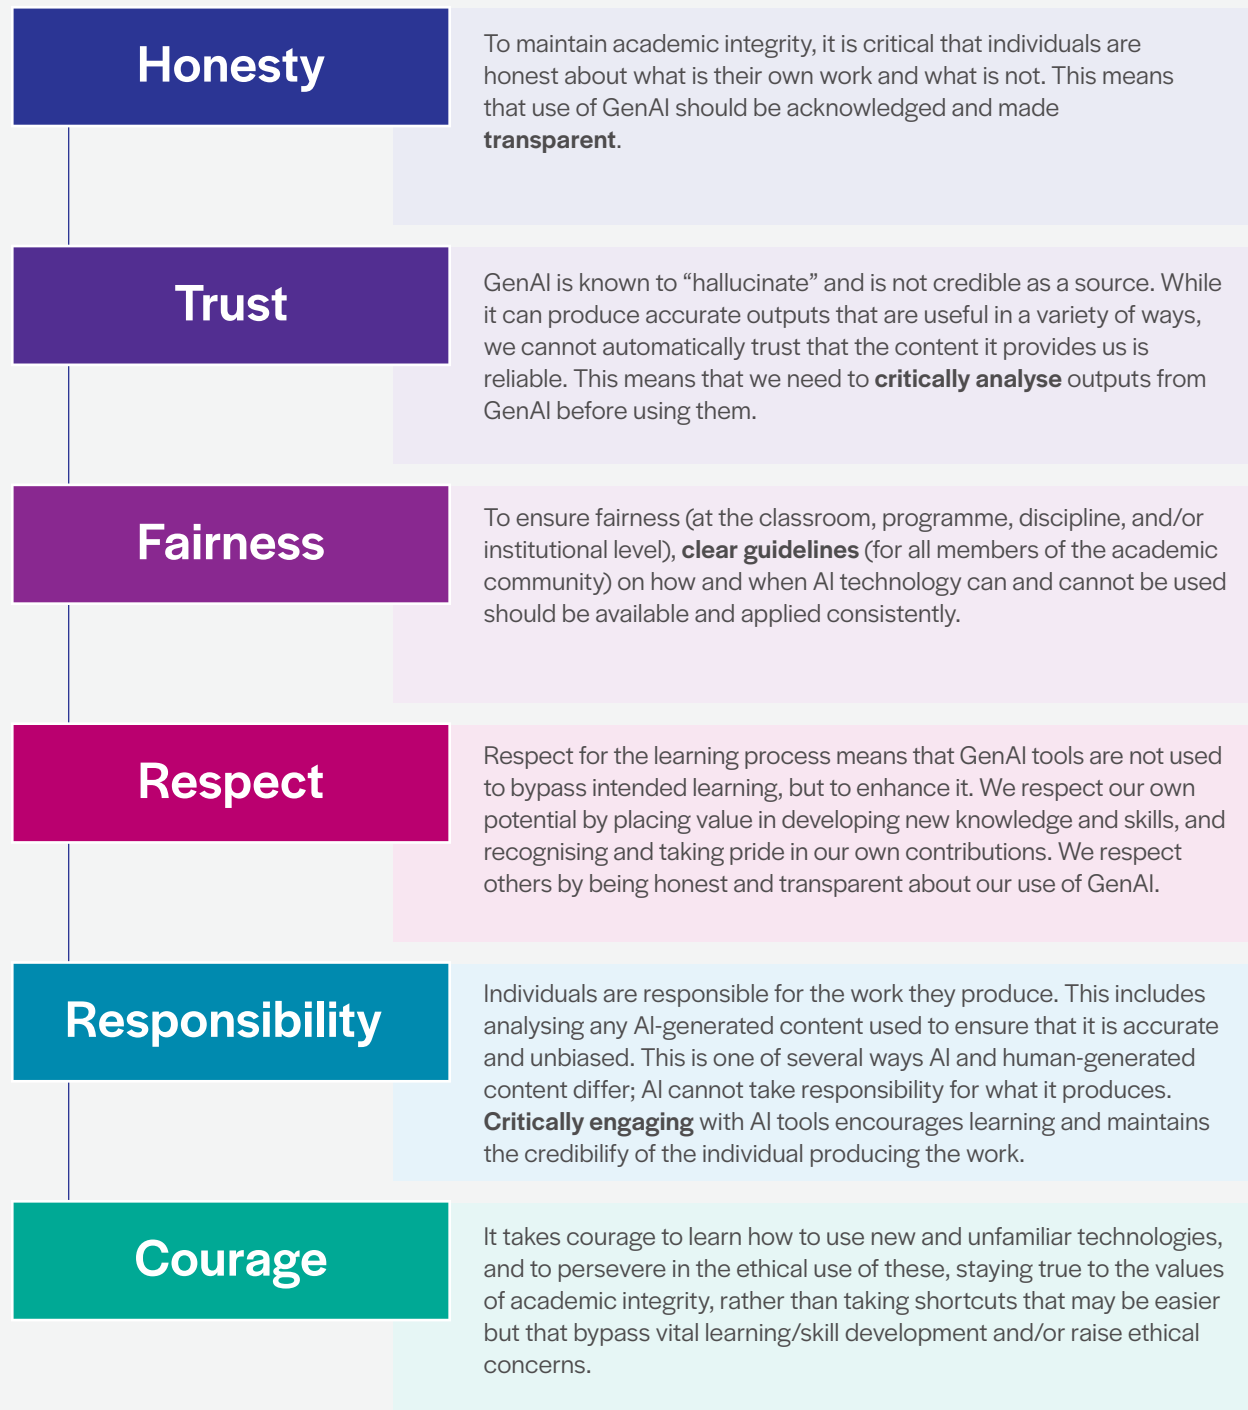 Honesty
To maintain academic integrity, it is critical that individuals are
honest about what is their own work and what is not. This means
that use of GenAI should be acknowledged and made
transparent.
Trust
GenAI is known to “hallucinate” and is not credible as a source. While
it can produce accurate outputs that are useful in a variety of ways,
we cannot automatically trust that the content it provides us is
reliable. This means that we need to critically analyse outputs from
GenAI before using them.
Fairness
To ensure fairness (at the classroom, programme, discipline, and/or
institutional level), clear guidelines (for all members of the academic
community) on how and when AI technology can and cannot be used
should be available and applied consistently.
Respect
Respect for the learning process means that GenAI tools are not used
to bypass intended learning, but to enhance it. We respect our own
potential by placing value in developing new knowledge and skills, and
recognising and taking pride in our own contributions. We respect
others by being honest and transparent about our use of GenAI.
Responsibility
Individuals are responsible for the work they produce. This includes
analysing any AI-generated content used to ensure that it is accurate
and unbiased. This is one of several ways AI and human-generated
content differ; AI cannot take responsibility for what it produces.
Critically engaging with AI tools encourages learning and maintains
the credibilify of the individual producing the work.
Courage
It takes courage to learn how to use new and unfamiliar technologies,
and to persevere in the ethical use of these, staying true to the values
of academic integrity, rather than taking shortcuts that may be easier
but that bypass vital learning/skill development and/or raise ethical
concerns.